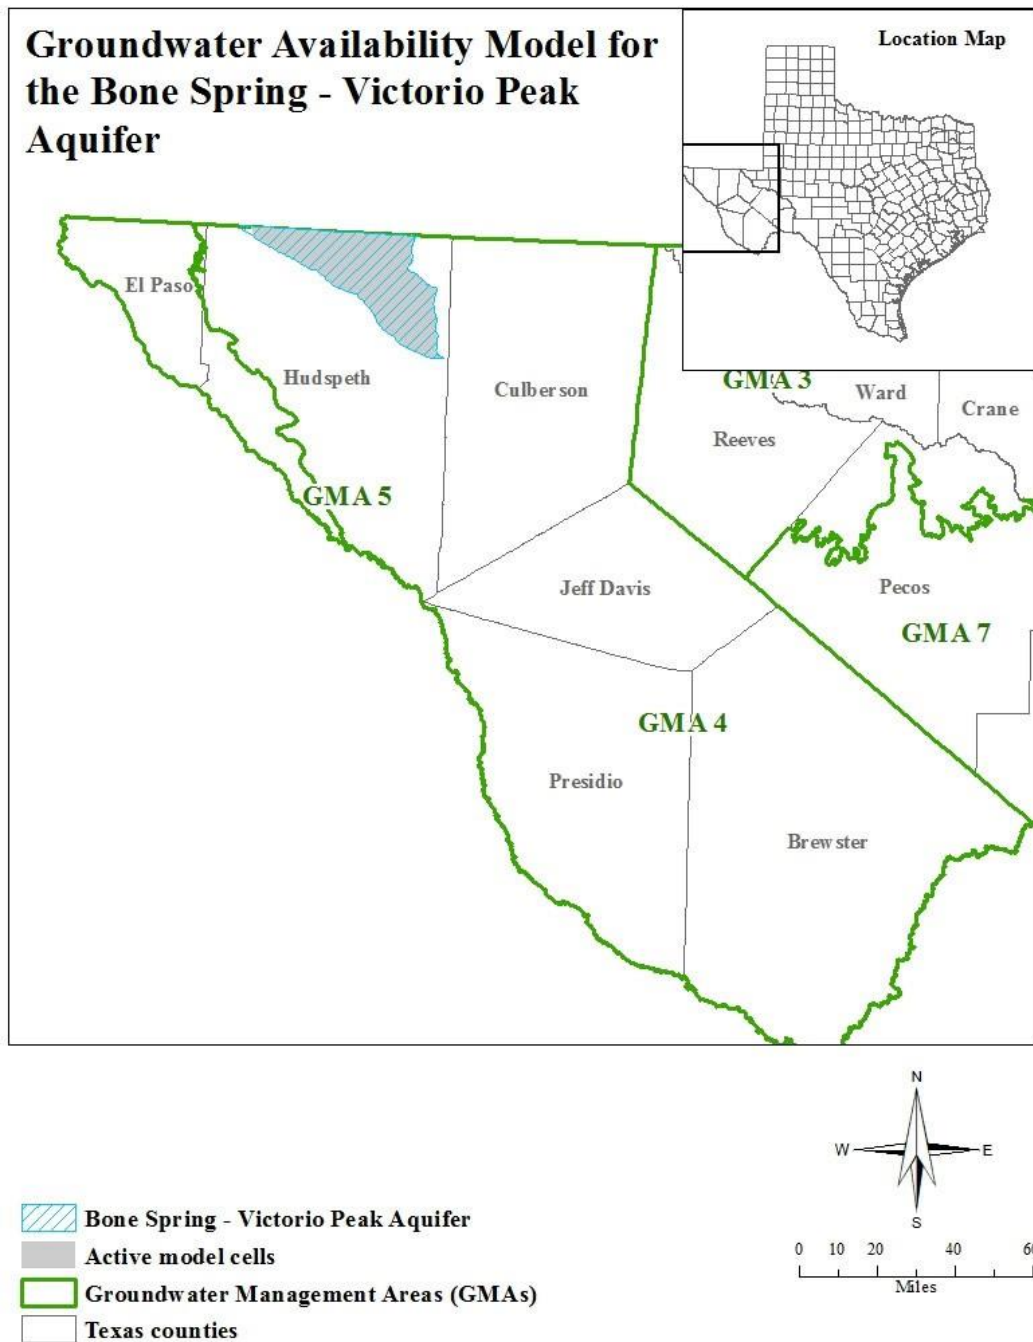 Groundwater Availability Model for
the Bone Spring - Victorio Peak
Aquifer
Location Map
El Paso
Hudspeth
Culberson
GMA 3
Ward
Crane
Reeves
GMA 5
Jeff Davis
Pecos
GMA 7
GMA 4
Presidio
Brewster
N
W
E
S
Bone Spring - Victorio Peak Aquifer
Active model cells
Groundwater Management Areas (GMAs)
Texas counties
0 10 20 40
Miles